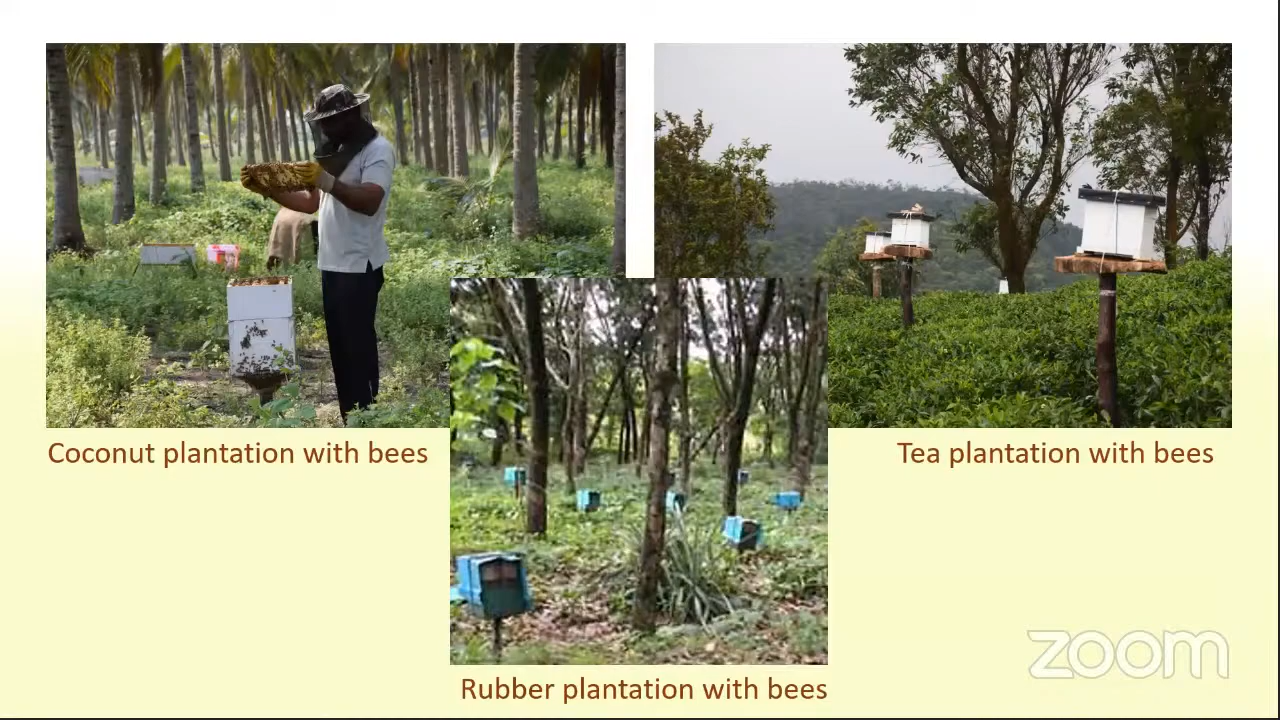 Coconut plantation with bees
Tea plantation with bees
Rubber plantation with bees
zoom